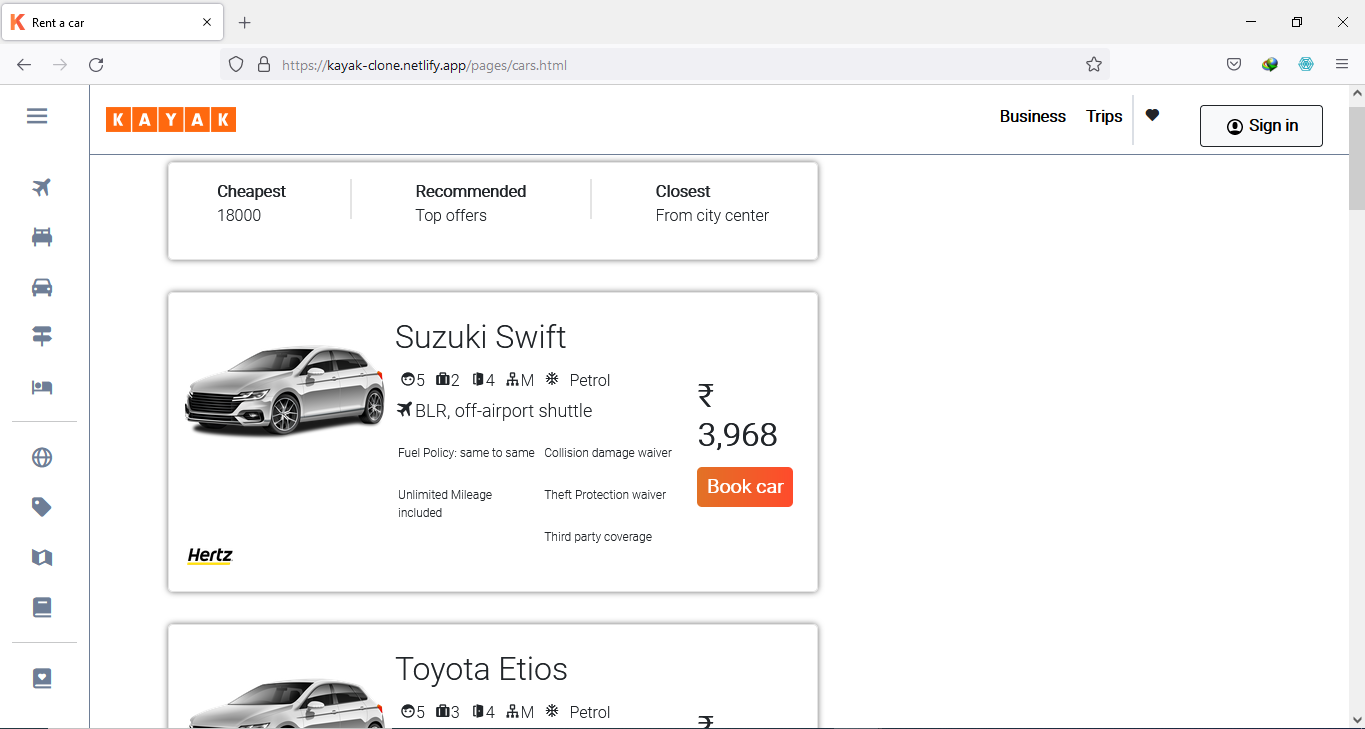 Rent a car
https://kayak-clone.netlify.app/pages/cars.html
KAYAK
Business Trips Sign in
Cheapest Recommended Closest
18000 Top offers From city center
Suzuki Swift
5 2 4 M Petrol
BLR, off-airport shuttle
₹
3,968
Fuel Policy: same to same Collision damage waiver
Book car
Unlimited Mileage Theft Protection waiver
included
Third party coverage
Hertz
Toyota Etios
5 3 4 M Petrol
₹